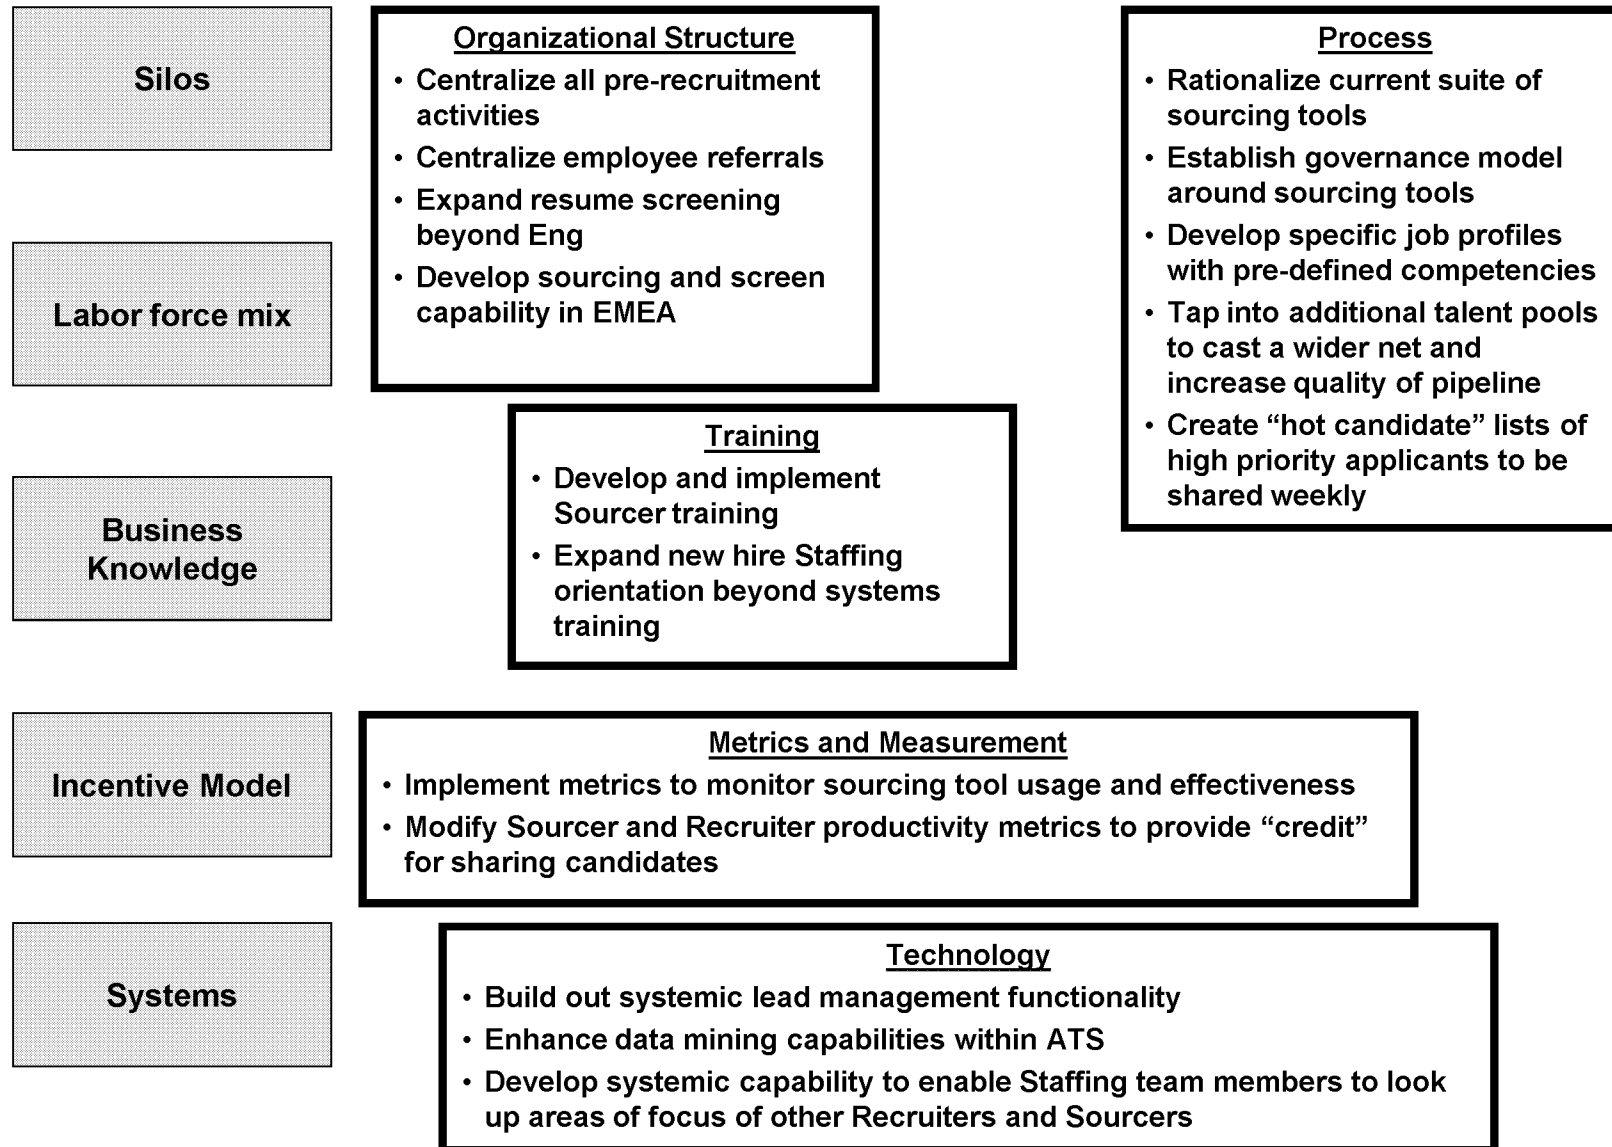 Silos
Labor force mix
Business
Knowledge
Incentive Model
Systems
Organizational Structure
• Centralize all pre-recruitment
activities
• Centralize employee referrals
• Expand resume screening
beyond Eng
• Develop sourcing and screen
capability in EMEA
Process
• Rationalize current suite of
sourcing tools
• Establish governance model
around sourcing tools
• Develop specific job profiles
with pre-defined competencies
• Tap into additional talent pools
to cast a wider net and
increase quality of pipeline
• Create “hot candidate” lists of
high priority applicants to be
shared weekly
Training
• Develop and implement
Sourcer training
• Expand new hire Staffing
orientation beyond systems
training
Metrics and Measurement
• Implement metrics to monitor sourcing tool usage and effectiveness
• Modify Sourcer and Recruiter productivity metrics to provide “credit”
for sharing candidates
Technology
• Build out systemic lead management functionality
• Enhance data mining capabilities within ATS
• Develop systemic capability to enable Staffing team members to look
up areas of focus of other Recruiters and Sourcers